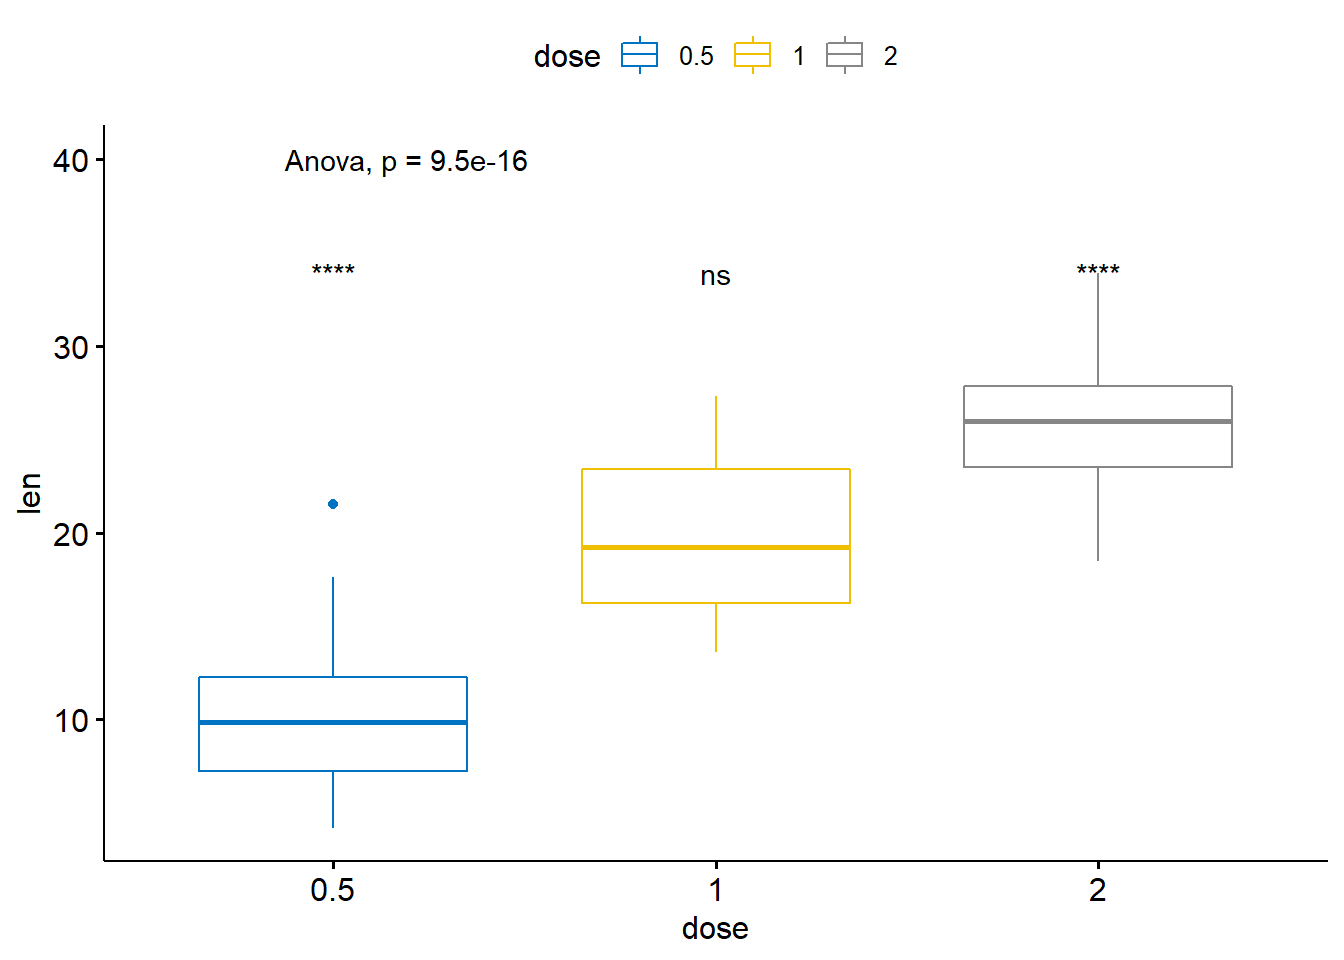 dose 0.5 1 2
40
Anova, p = 9.5e-16
**** ns ****
30
len
20
10
0.5 1 2
dose